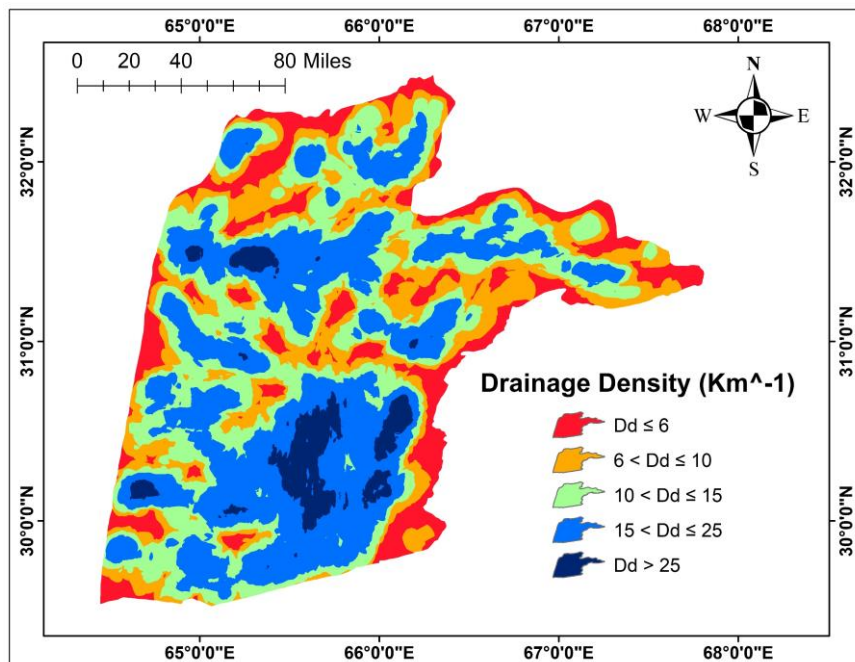 65°0'0"E 66°0'0"E 67°0'0"E 68°0'0"E
0 20 40 80 Miles
N
W E
S
32°0'0"N 32°0'0"N
31°0'0"N 31°0'0"N
Drainage Density (Km^-1)
Dd ≤ 6
6 < Dd ≤ 10
10 < Dd ≤ 15
30°0'0"N 30°0'0"N
15 < Dd ≤ 25
Dd > 25
65°0'0"E 66°0'0"E 67°0'0"E 68°0'0"E